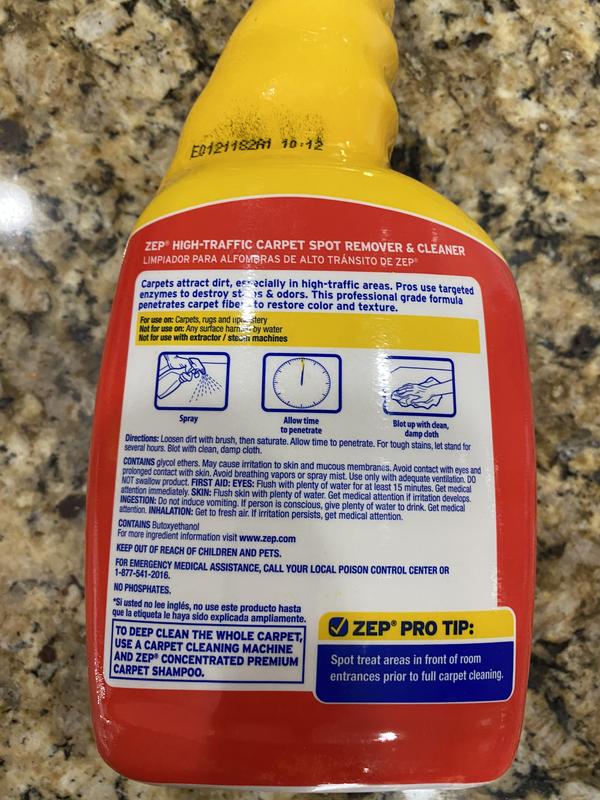 E0121182A1 10:12
ZEP® HIGH-TRAFFIC CARPET SPOT REMOVER & CLEANER
LIMPIADOR PARA ALFOMBRAS DE ALTO TRÁNSITO DE ZEP®
Carpets attract dirt, especially in high-traffic areas. Pros use targeted
enzymes to destroy stains & odors. This professional grade formula
penetrates carpet fibers to restore color and texture.
For use on: Carpets, rugs and upholstery
Not for use on: Any surface harmed by water
Not for use with extractor / steam machines
Spray
Allow time
to penetrate
Blot up with clean,
damp cloth
Directions: Loosen dirt with brush, then saturate. Allow time to penetrate. For tough stains, let stand for
several hours. Blot with clean, damp cloth.
CONTAINS glycol ethers. May cause irritation to skin and mucous membranes. Avoid contact with eyes and
prolonged contact with skin. Avoid breathing vapors or spray mist. Use only with adequate ventilation. DO
NOT swallow product. FIRST AID: EYES: Flush with plenty of water for at least 15 minutes. Get medical
attention immediately. SKIN: Flush skin with plenty of water. Get medical attention if irritation develops.
INGESTION: Do not induce vomiting. If person is conscious, give plenty of water to drink. Get medical
attention. INHALATION: Get to fresh air. If irritation persists, get medical attention.
CONTAINS Butoxyethanol
For more ingredient information visit www.zep.com
KEEP OUT OF REACH OF CHILDREN AND PETS.
FOR EMERGENCY MEDICAL ASSISTANCE, CALL YOUR LOCAL POISON CONTROL CENTER OR
1-877-541-2016.
NO PHOSPHATES.
*Si usted no lee inglés, no use este producto hasta
que la etiqueta le haya sido explicada ampliamente.
TO DEEP CLEAN THE WHOLE CARPET,
USE A CARPET CLEANING MACHINE
AND ZEP® CONCENTRATED PREMIUM
CARPET SHAMPOO.
ZEP® PRO TIP:
Spot treat areas in front of room
entrances prior to full carpet cleaning.